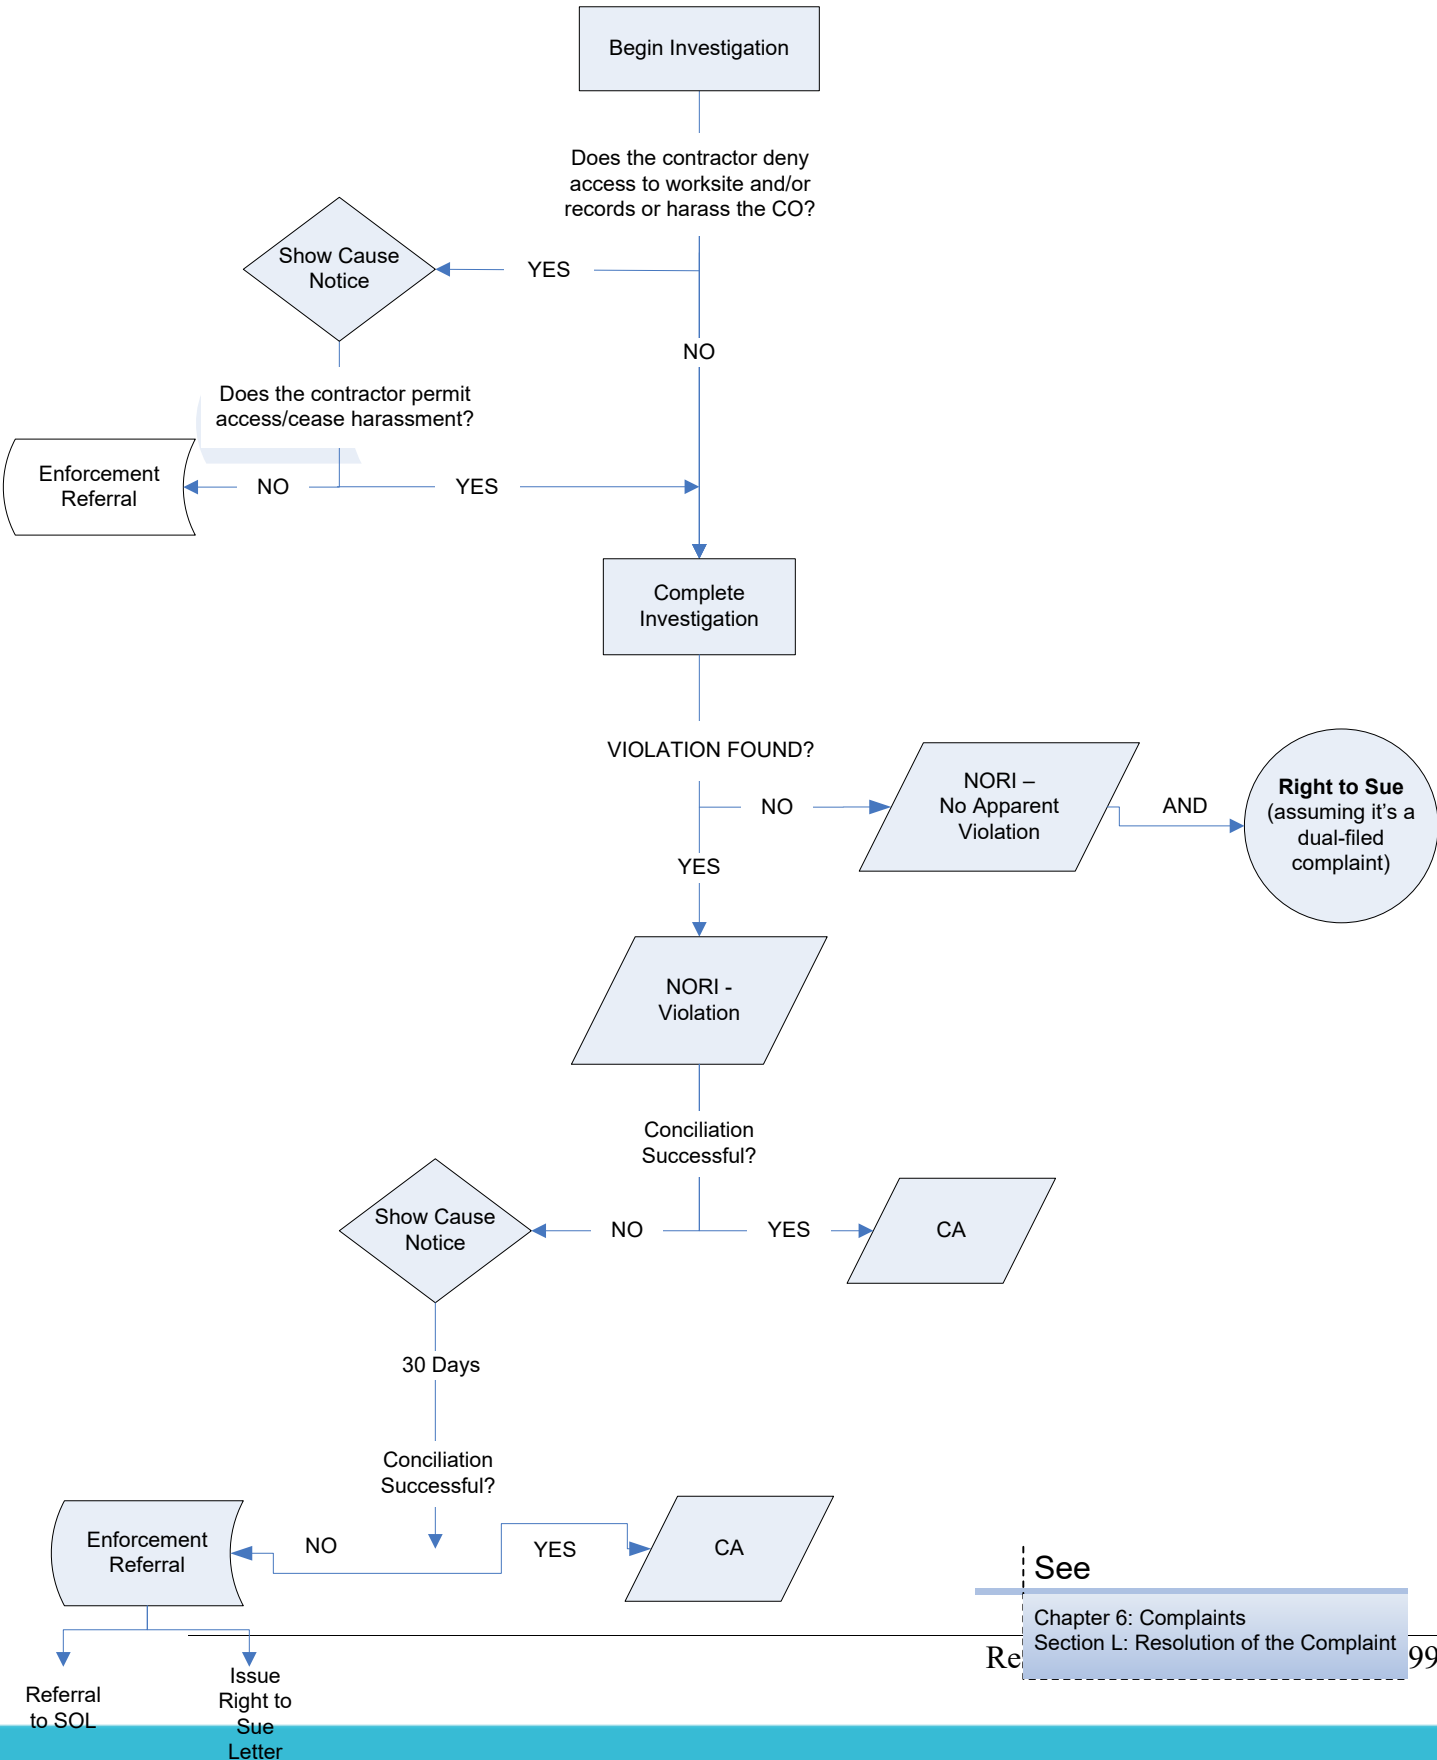 Begin Investigation
Does the contractor deny
access to worksite and/or
records or harass the CO?
Show Cause
Notice
YES
NO
Does the contractor permit
access/cease harassment?
Enforcement
Referral
NO
YES
Complete
Investigation
VIOLATION FOUND?
NO
NORI –
No Apparent
Violation
AND
Right to Sue
(assuming it's a
dual-filed
complaint)
YES
NORI -
Violation
Conciliation
Successful?
Show Cause
Notice
NO
YES
CA
30 Days
Conciliation
Successful?
Enforcement
Referral
NO
YES
CA
See
Chapter 6: Complaints
Section L: Resolution of the Complaint
Re
99
Referral
to SOL
Issue
Right to
Sue
Letter